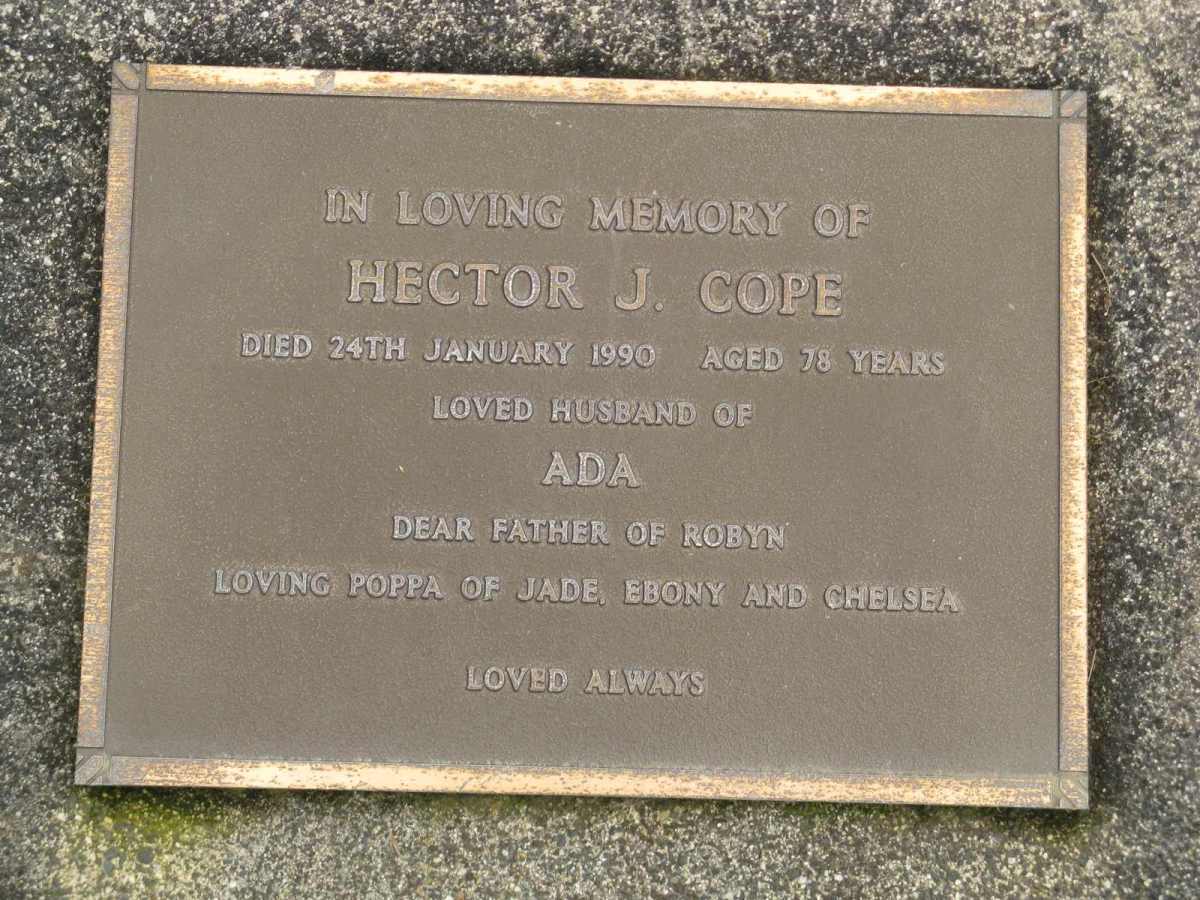 IN LOVING MEMORY OF
HECTOR J. COPE
DIED 24TH JANUARY 1990 AGED 78 YEARS
LOVED HUSBAND OF
ADA
DEAR FATHER OF ROBYN
LOVING POPPA OF JADE, EBONY AND CHELSEA
LOVED ALWAYS